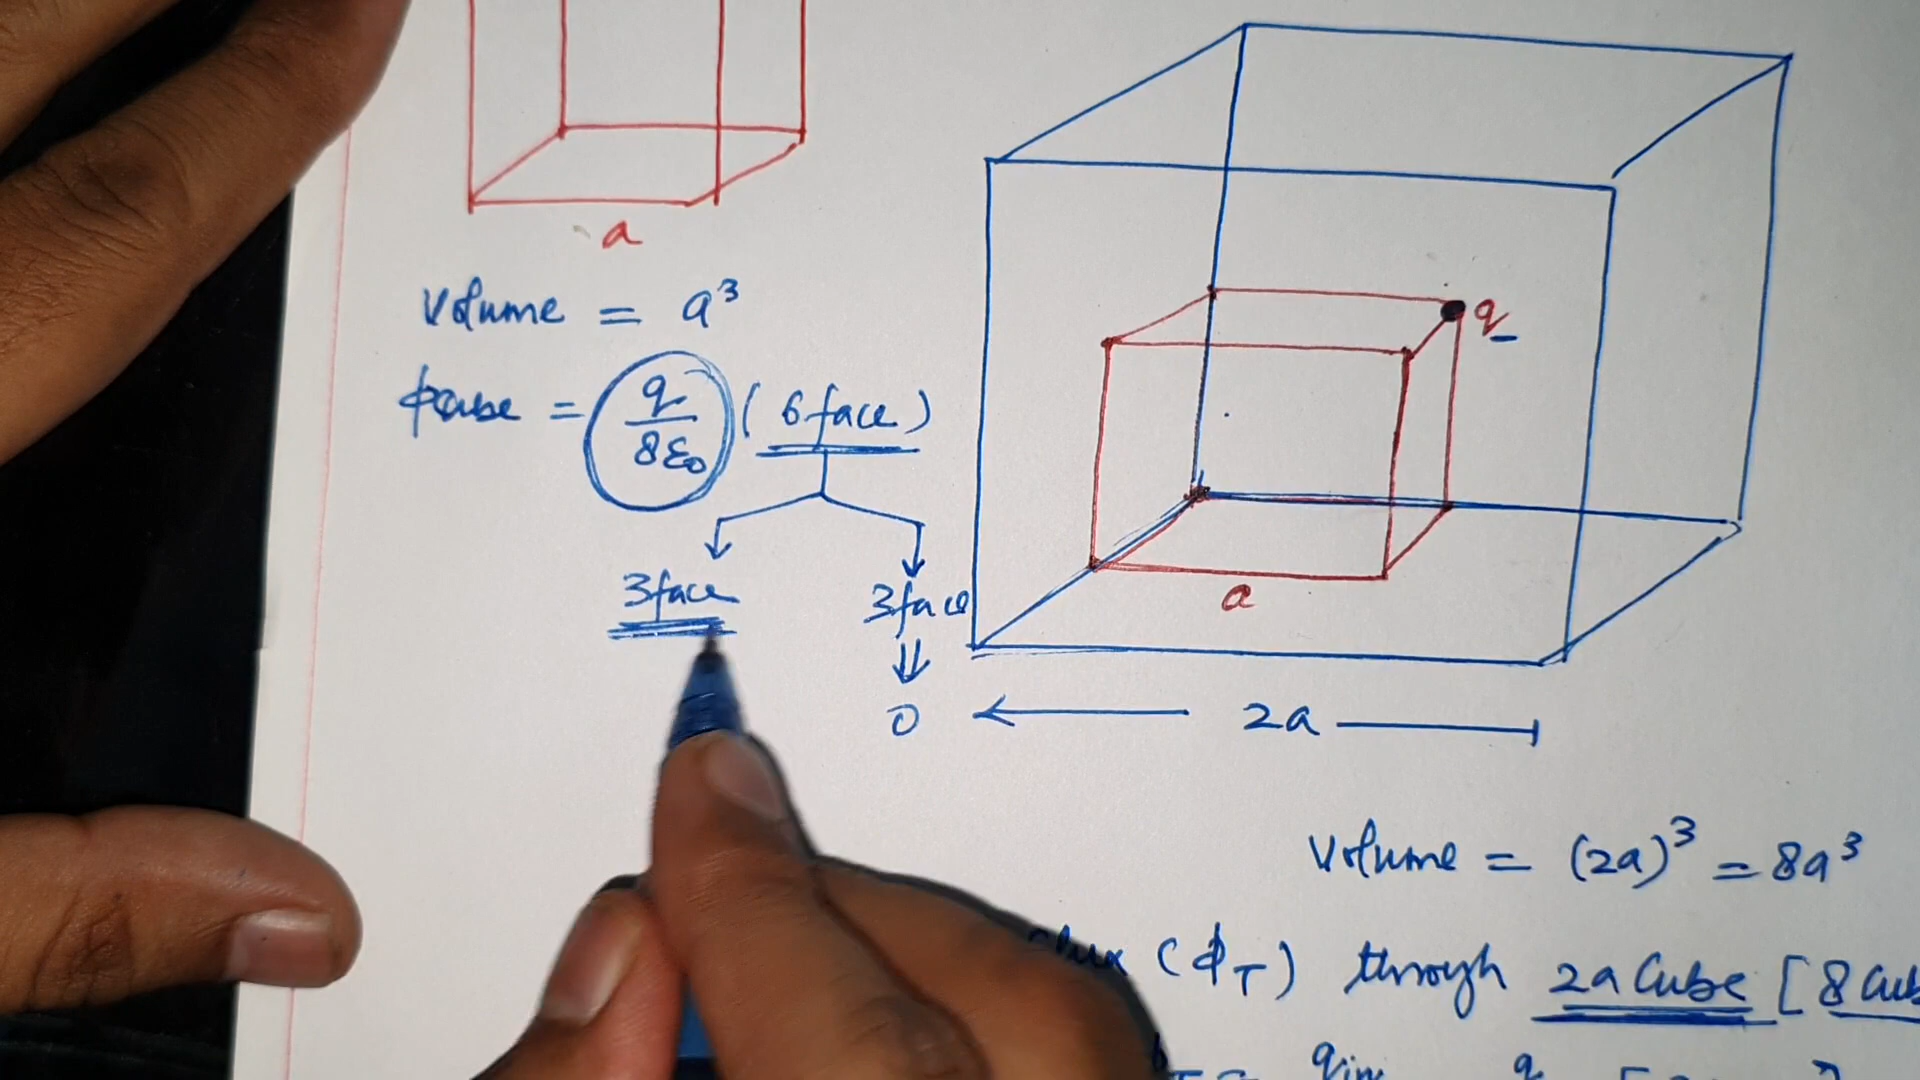 a
Volume = a³
ϕcube = q/8ε₀ (6 face)
3 face
3 face
⇓
0
q
a
2a
Volume = (2a)³ = 8a³
(ϕT) through 2a Cube [8
qin q